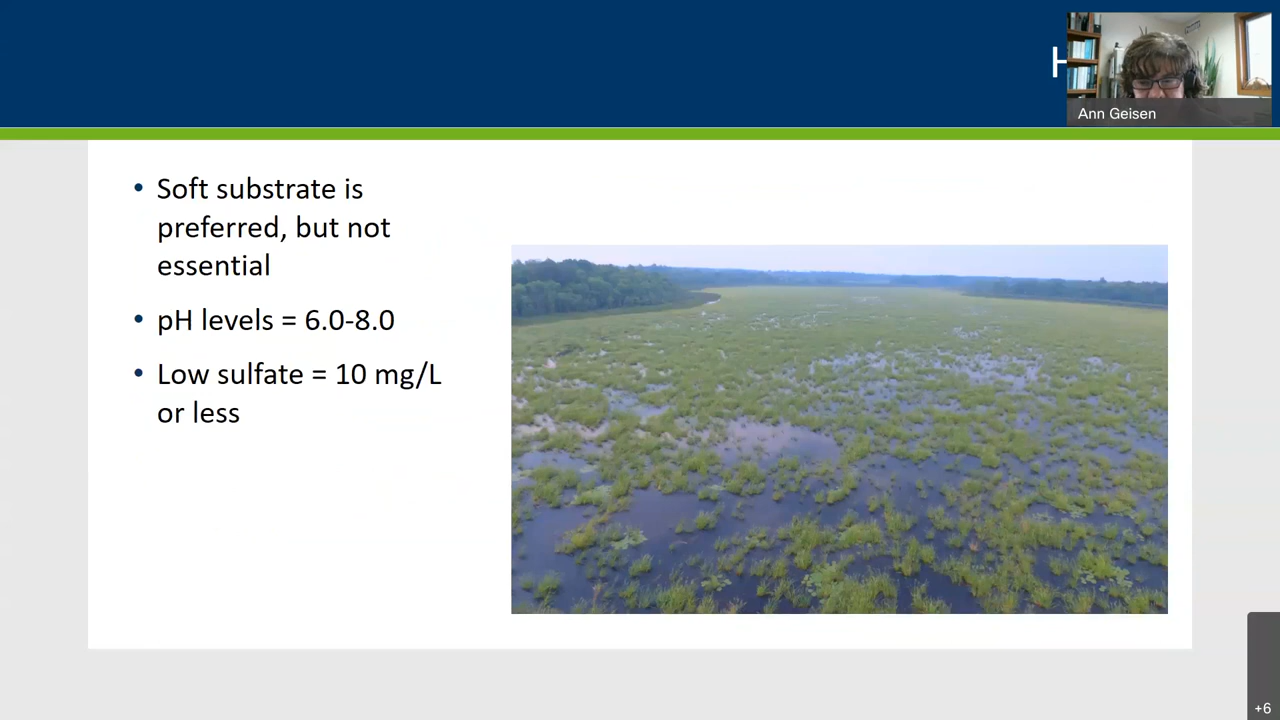 H
Ann Geisen
• Soft substrate is
preferred, but not
essential
• pH levels = 6.0-8.0
• Low sulfate = 10 mg/L
or less
+6